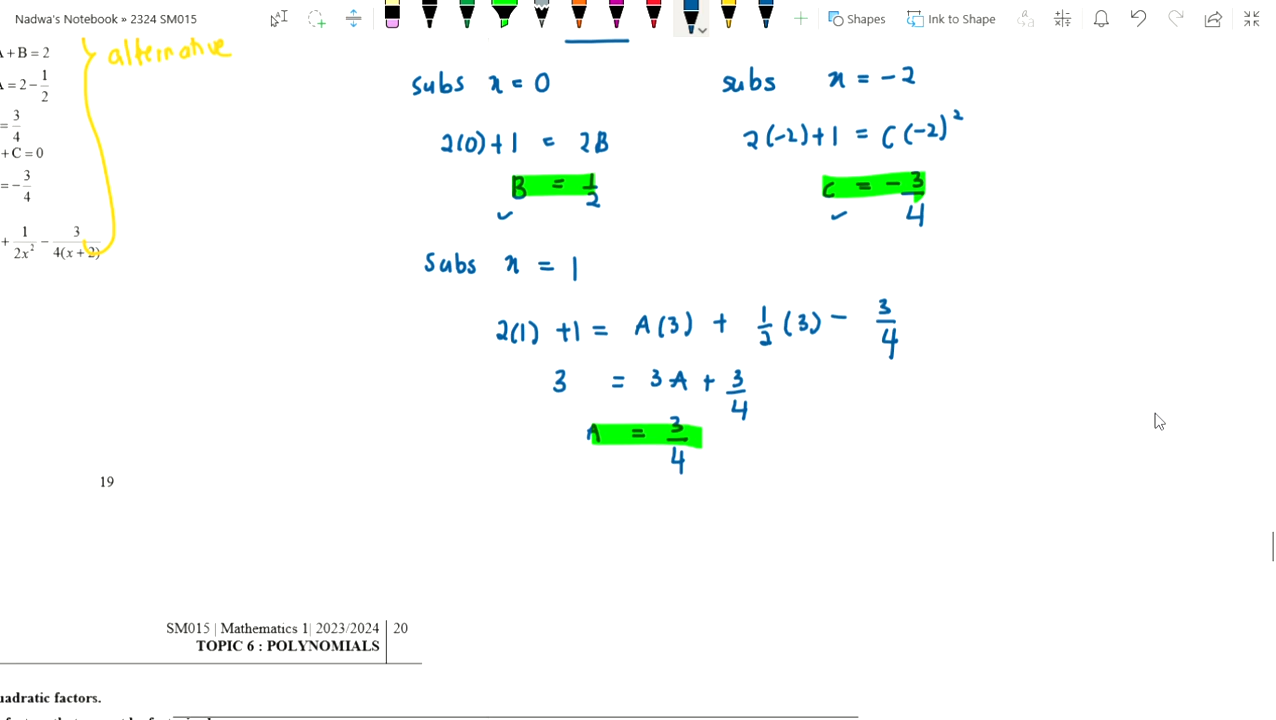 Nadwa's Notebook » 2324 SM015
Shapes
Ink to Shape
+ B = 2
= 2 − 1/2
= 3/4
+ C = 0
= − 3/4
+ 1/2x² − 3/4(x + 2)
alternative
subs x = 0
2(0) + 1 = 2B
B = 1/2
subs x = −2
2(−2) + 1 = C(−2)²
C = − 3/4
Subs x = 1
2(1) + 1 = A(3) + 1/2 (3) − 3/4
3 = 3A + 3/4
A = 3/4
19
SM015 | Mathematics 1| 2023/2024 | 20
TOPIC 6 : POLYNOMIALS
uadratic factors.